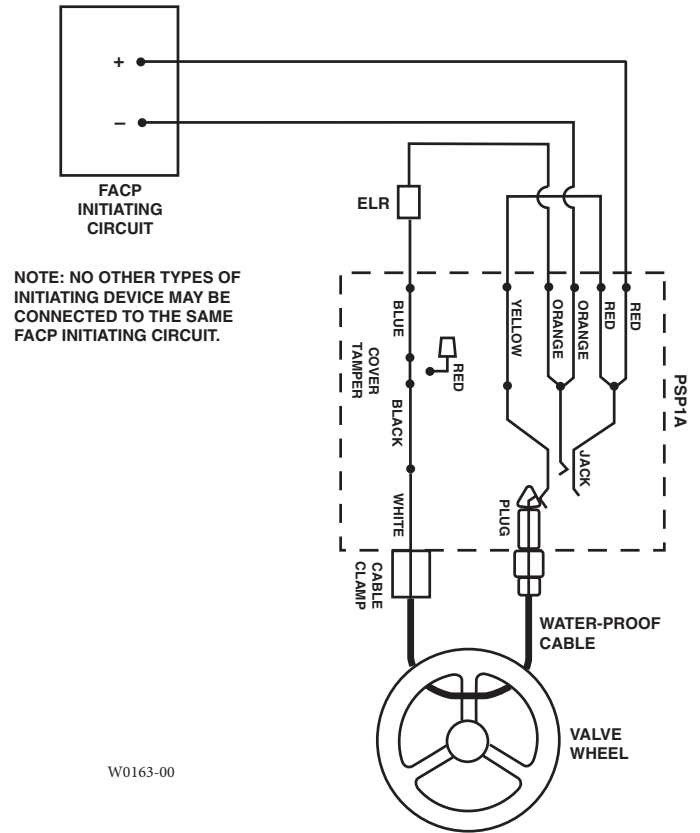 +
–
FACP
INITIATING
CIRCUIT
NOTE: NO OTHER TYPES OF
INITIATING DEVICE MAY BE
CONNECTED TO THE SAME
FACP INITIATING CIRCUIT.
ELR
BLUE
YELLOW
ORANGE
ORANGE
RED
RED
COVER
TAMPER
RED
PSP1A
BLACK
JACK
WHITE
PLUG
CABLE
CLAMP
WATER-PROOF
CABLE
VALVE
WHEEL
W0163-00